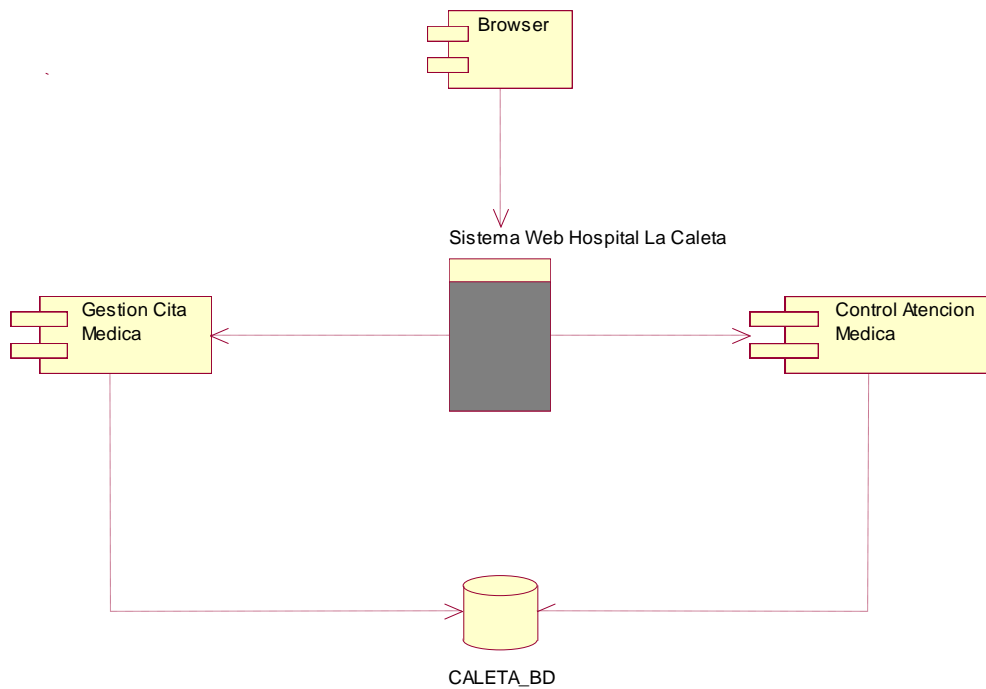 Browser
Sistema Web Hospital La Caleta
Gestion Cita
Medica
Control Atencion
Medica
CALETA_BD